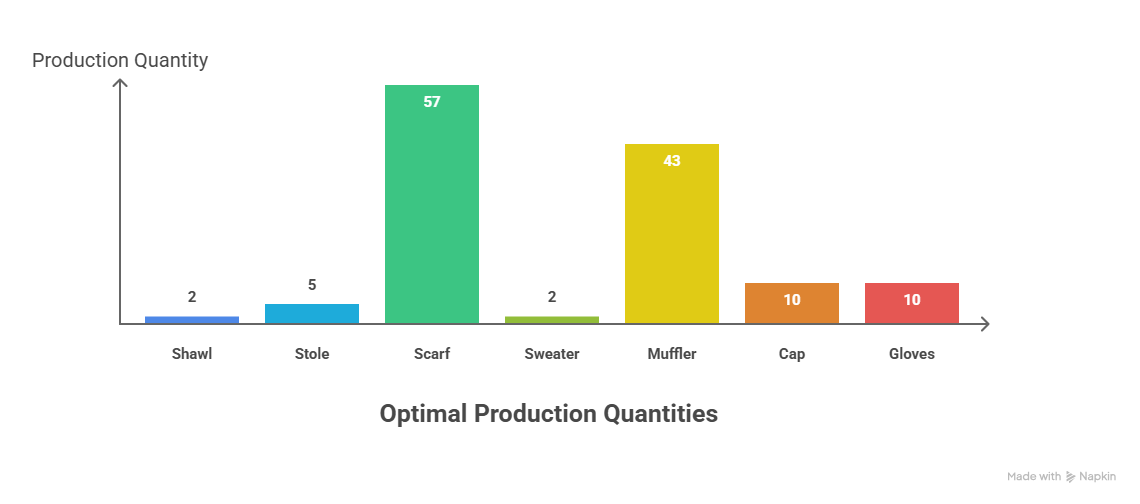 Production Quantity
57
43
5
2
2
10
10
Shawl
Stole
Scarf
Sweater
Muffler
Cap
Gloves
Optimal Production Quantities
Made with Napkin